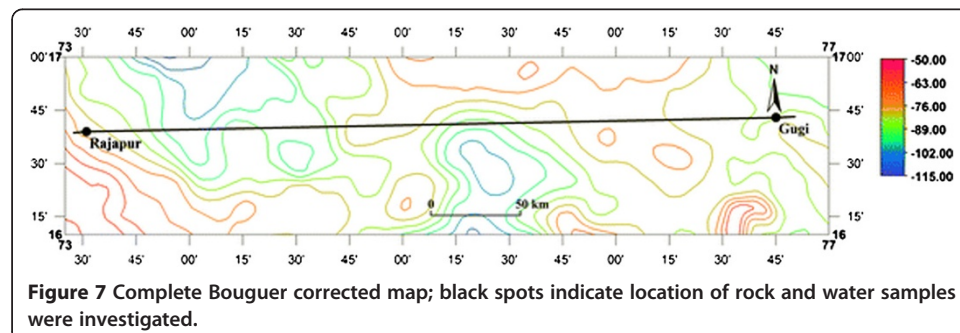 73 30' 45' 00' 15' 30' 45' 00' 15' 30' 45' 00' 15' 30' 45' 77
00'17 1700'
N
-50.00
-63.00
-76.00
-89.00
-102.00
-115.00
45' 45'
Rajapur Gugi
30' 30'
0 50 km
15' 15'
16 16
73 30' 45' 00' 15' 30' 45' 00' 15' 30' 45' 00' 15' 30' 45' 77
Figure 7 Complete Bouguer corrected map; black spots indicate location of rock and water samples
were investigated.